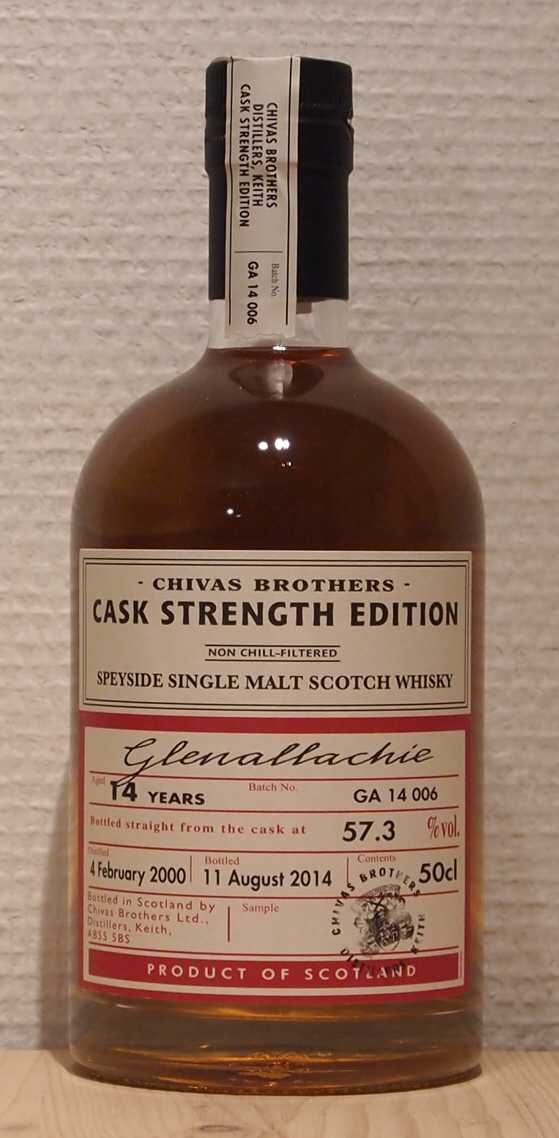 CHIVAS BROTHERS
DISTILLERS, KEITH
CASK STRENGTH EDITION
Batch No.
GA 14 006
- CHIVAS BROTHERS -
CASK STRENGTH EDITION
NON CHILL-FILTERED
SPEYSIDE SINGLE MALT SCOTCH WHISKY
Glenallachie
Aged 14 YEARS Batch No. GA 14 006
Bottled straight from the cask at 57.3 %vol.
Distilled Bottled Contents
4 February 2000 11 August 2014 50cl
Bottled in Scotland by
Chivas Brothers Ltd.,
Distillers, Keith,
AB55 5BS
Sample
CHIVAS BROTHERS
DISTILLERS KEITH
PRODUCT OF SCOTLAND